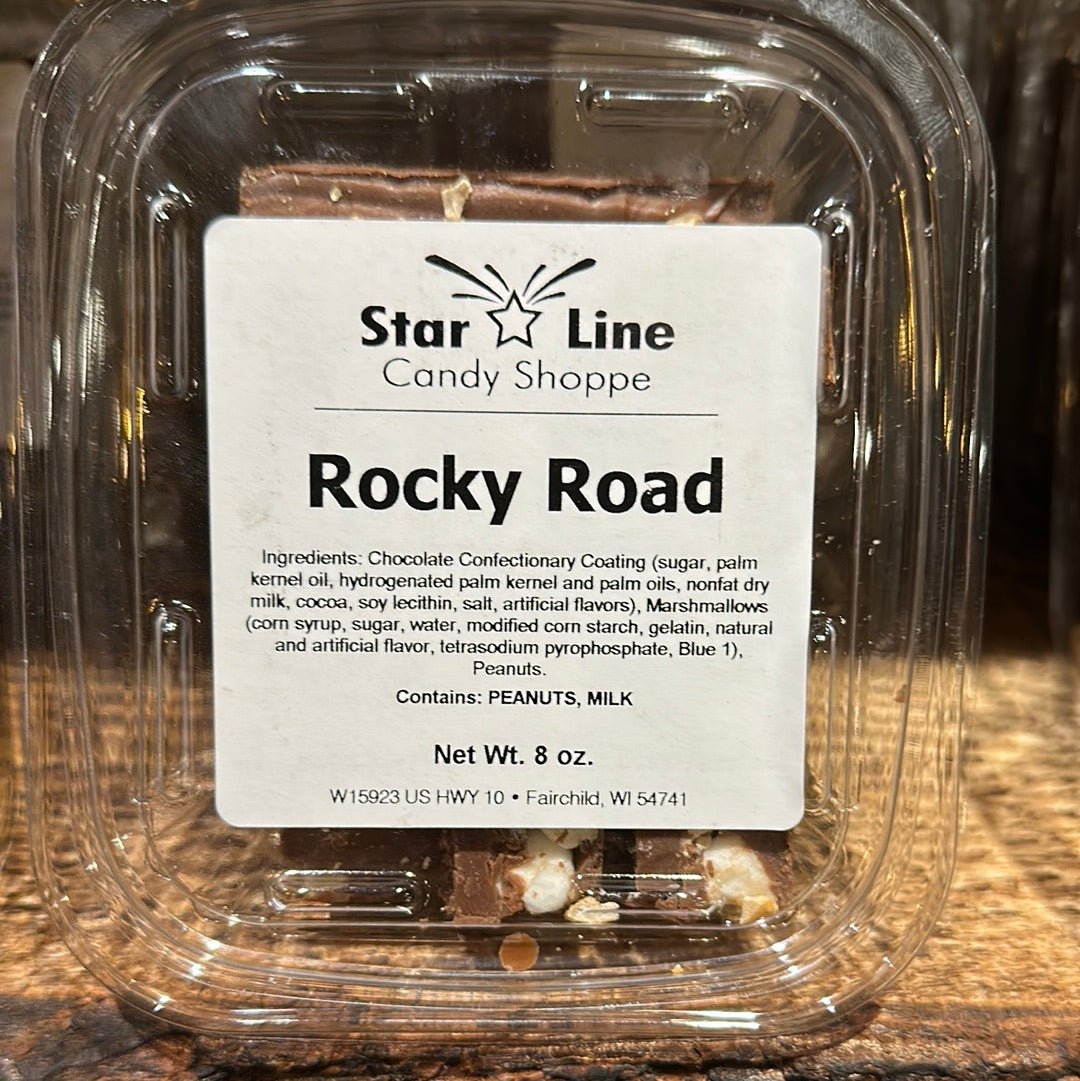 Star Line
Candy Shoppe
Rocky Road
Ingredients: Chocolate Confectionary Coating (sugar, palm
kernel oil, hydrogenated palm kernel and palm oils, nonfat dry
milk, cocoa, soy lecithin, salt, artificial flavors), Marshmallows
(corn syrup, sugar, water, modified corn starch, gelatin, natural
and artificial flavor, tetrasodium pyrophosphate, Blue 1),
Peanuts.
Contains: PEANUTS, MILK
Net Wt. 8 oz.
W15923 US HWY 10 • Fairchild, WI 54741